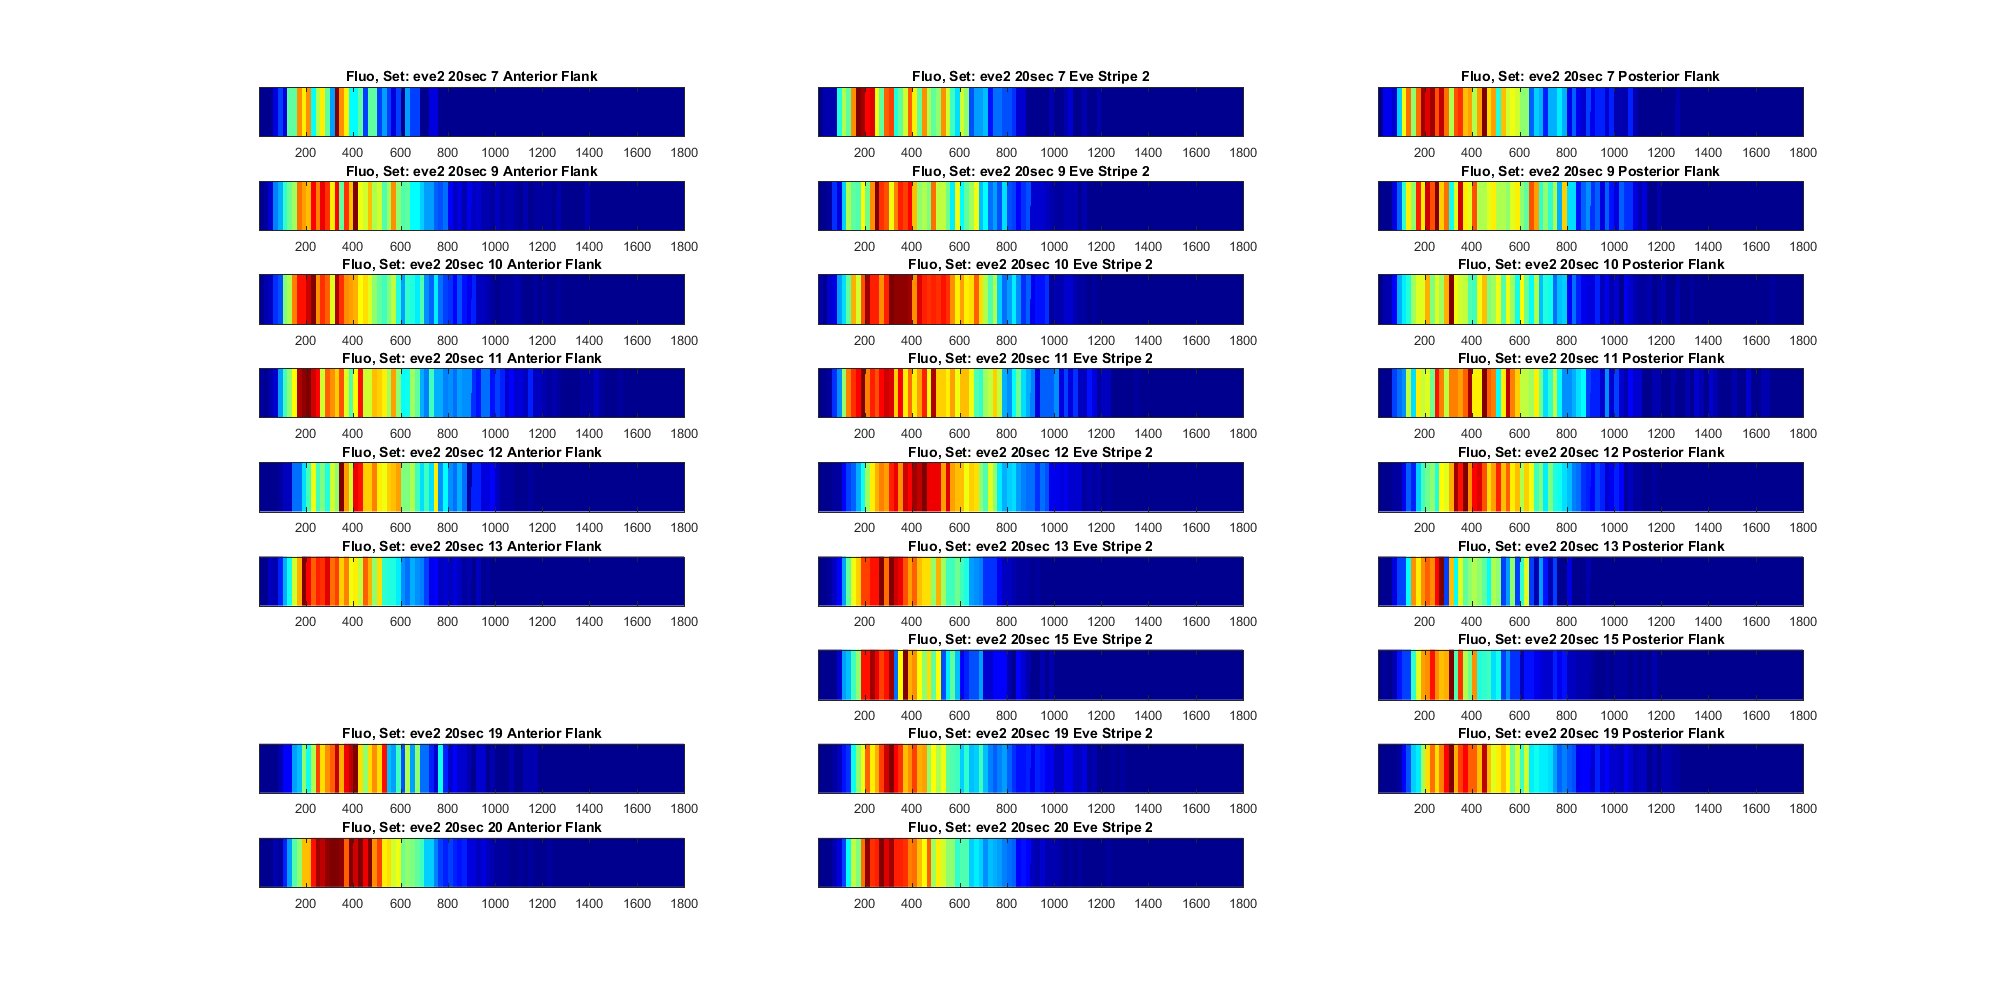 Fluo, Set: eve2 20sec 7 Anterior Flank Fluo, Set: eve2 20sec 7 Eve Stripe 2 Fluo, Set: eve2 20sec 7 Posterior Flank
200 400 600 800 1000 1200 1400 1600 1800 200 400 600 800 1000 1200 1400 1600 1800 200 400 600 800 1000 1200 1400 1600 1800
Fluo, Set: eve2 20sec 9 Anterior Flank Fluo, Set: eve2 20sec 9 Eve Stripe 2 Fluo, Set: eve2 20sec 9 Posterior Flank
200 400 600 800 1000 1200 1400 1600 1800 200 400 600 800 1000 1200 1400 1600 1800 200 400 600 800 1000 1200 1400 1600 1800
Fluo, Set: eve2 20sec 10 Anterior Flank Fluo, Set: eve2 20sec 10 Eve Stripe 2 Fluo, Set: eve2 20sec 10 Posterior Flank
200 400 600 800 1000 1200 1400 1600 1800 200 400 600 800 1000 1200 1400 1600 1800 200 400 600 800 1000 1200 1400 1600 1800
Fluo, Set: eve2 20sec 11 Anterior Flank Fluo, Set: eve2 20sec 11 Eve Stripe 2 Fluo, Set: eve2 20sec 11 Posterior Flank
200 400 600 800 1000 1200 1400 1600 1800 200 400 600 800 1000 1200 1400 1600 1800 200 400 600 800 1000 1200 1400 1600 1800
Fluo, Set: eve2 20sec 12 Anterior Flank Fluo, Set: eve2 20sec 12 Eve Stripe 2 Fluo, Set: eve2 20sec 12 Posterior Flank
200 400 600 800 1000 1200 1400 1600 1800 200 400 600 800 1000 1200 1400 1600 1800 200 400 600 800 1000 1200 1400 1600 1800
Fluo, Set: eve2 20sec 13 Anterior Flank Fluo, Set: eve2 20sec 13 Eve Stripe 2 Fluo, Set: eve2 20sec 13 Posterior Flank
200 400 600 800 1000 1200 1400 1600 1800 200 400 600 800 1000 1200 1400 1600 1800 200 400 600 800 1000 1200 1400 1600 1800
Fluo, Set: eve2 20sec 15 Eve Stripe 2 Fluo, Set: eve2 20sec 15 Posterior Flank
200 400 600 800 1000 1200 1400 1600 1800 200 400 600 800 1000 1200 1400 1600 1800
Fluo, Set: eve2 20sec 19 Anterior Flank Fluo, Set: eve2 20sec 19 Eve Stripe 2 Fluo, Set: eve2 20sec 19 Posterior Flank
200 400 600 800 1000 1200 1400 1600 1800 200 400 600 800 1000 1200 1400 1600 1800 200 400 600 800 1000 1200 1400 1600 1800
Fluo, Set: eve2 20sec 20 Anterior Flank Fluo, Set: eve2 20sec 20 Eve Stripe 2
200 400 600 800 1000 1200 1400 1600 1800 200 400 600 800 1000 1200 1400 1600 1800